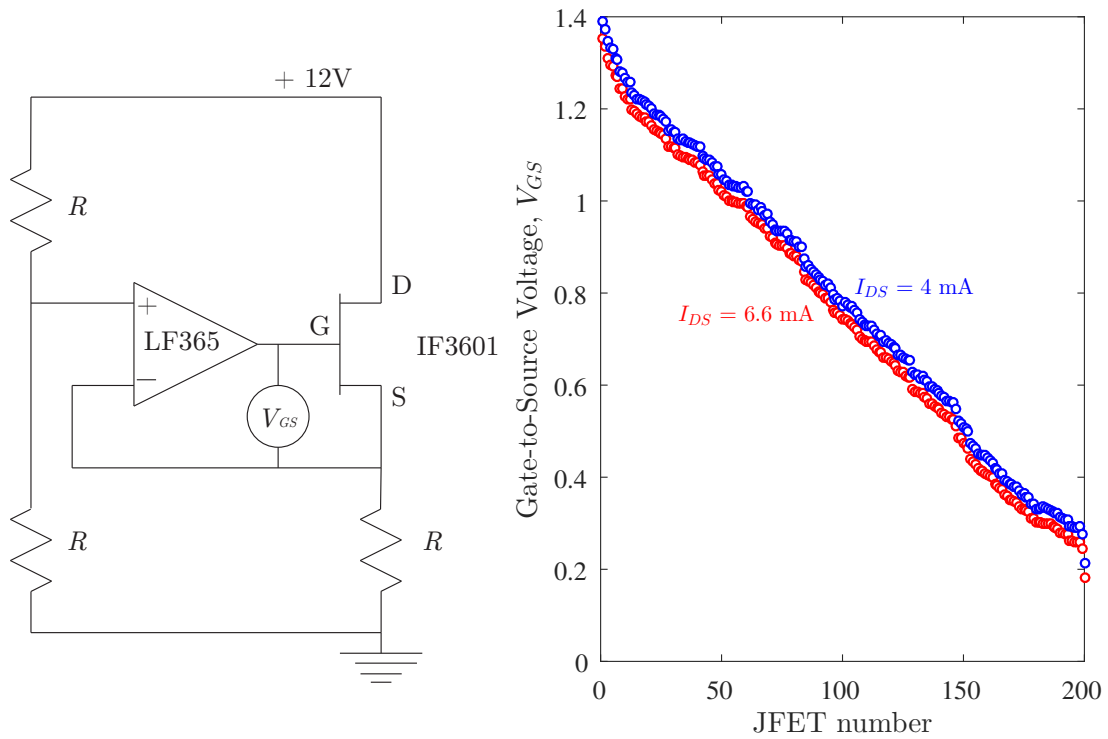 + 12V
R
D
+
LF365
G
IF3601
−
S
V_GS
R
R
1.4
1.2
1
0.8
0.6
0.4
0.2
0
Gate-to-Source Voltage, V_GS
I_DS = 4 mA
I_DS = 6.6 mA
0 50 100 150 200
JFET number